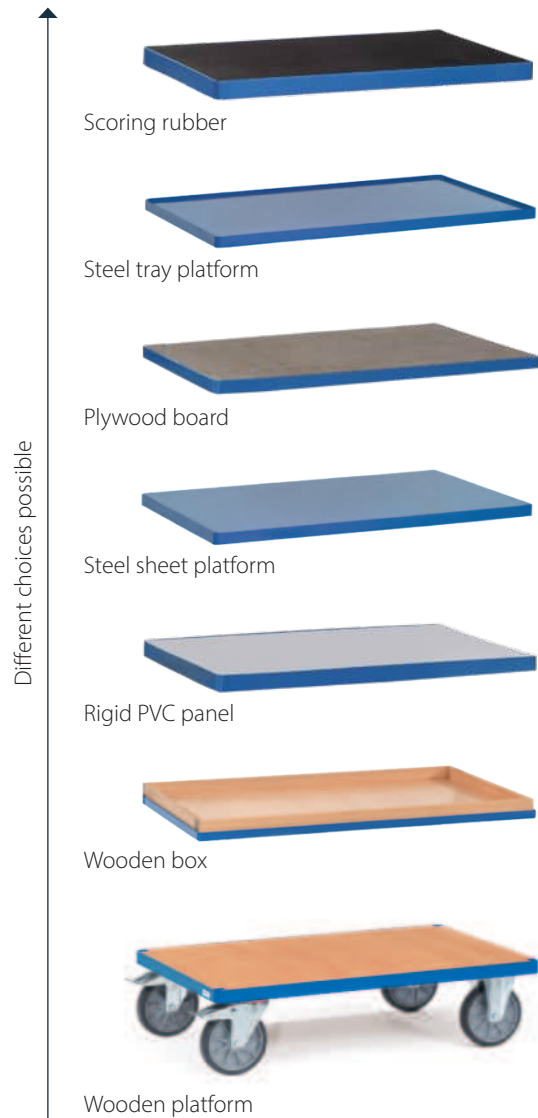 Scoring rubber
Steel tray platform
Plywood board
Different choices possible
Steel sheet platform
Rigid PVC panel
Wooden box
Wooden platform